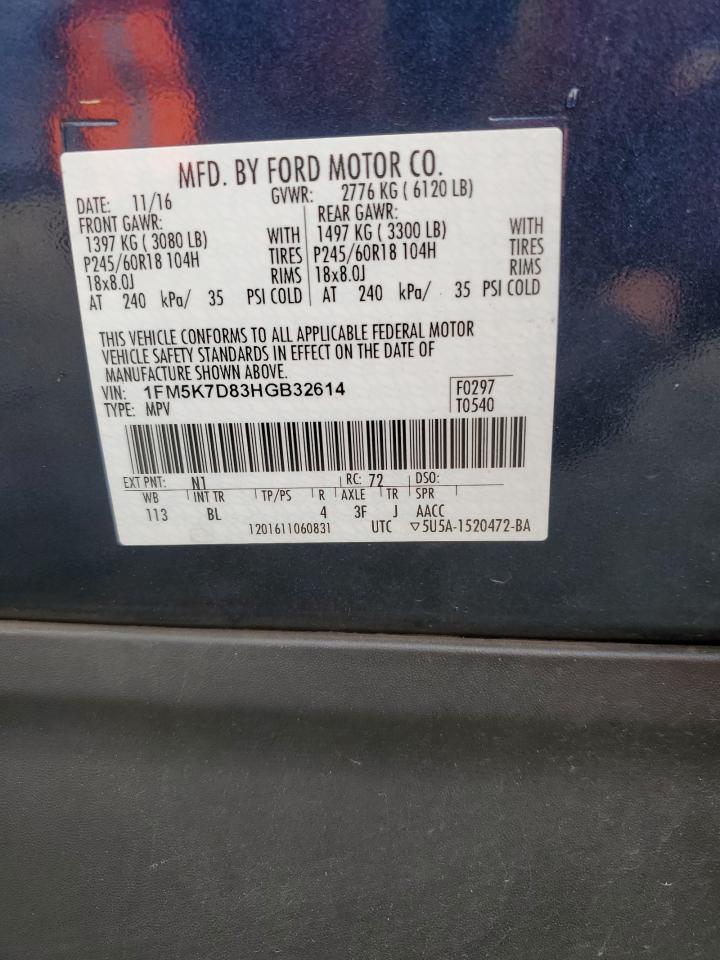 MFD. BY FORD MOTOR CO.
DATE: 11/16 GVWR: 2776 KG ( 6120 LB)
FRONT GAWR: REAR GAWR:
1397 KG ( 3080 LB) WITH 1497 KG ( 3300 LB) WITH
P245/60R18 104H TIRES P245/60R18 104H TIRES
18x8.0J RIMS 18x8.0J RIMS
AT 240 kPa/ 35 PSI COLD AT 240 kPa/ 35 PSI COLD
THIS VEHICLE CONFORMS TO ALL APPLICABLE FEDERAL MOTOR
VEHICLE SAFETY STANDARDS IN EFFECT ON THE DATE OF
MANUFACTURE SHOWN ABOVE.
VIN: 1FM5K7D83HGB32614 F0297
TYPE: MPV T0540
EXT PNT: N1 RC: 72 DSO:
WB INT TR TP/PS R AXLE TR SPR
113 BL 4 3F J AACC
1201611060831 UTC ▽5U5A-1520472-BA